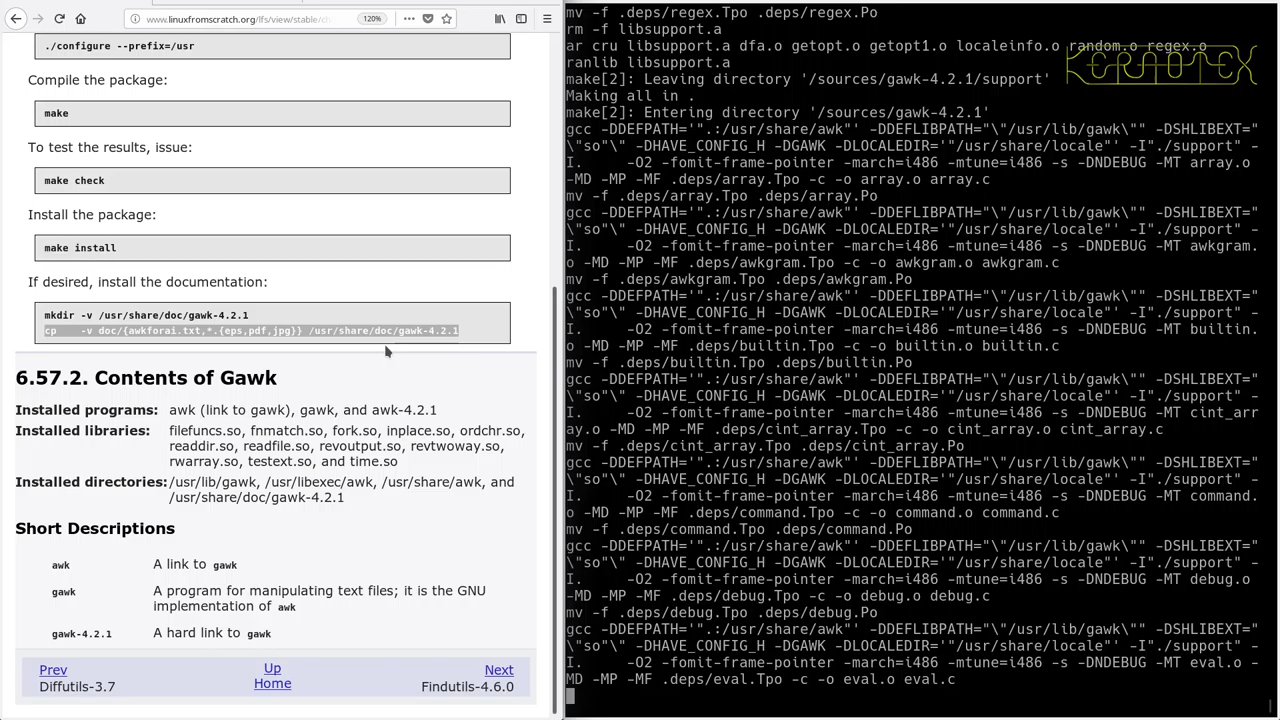 www.linuxfromscratch.org/lfs/view/stable/ch
120%
./configure --prefix=/usr
Compile the package:
make
To test the results, issue:
make check
Install the package:
make install
If desired, install the documentation:
mkdir -v /usr/share/doc/gawk-4.2.1
cp    -v doc/{awkforai.txt,*.{eps,pdf,jpg}} /usr/share/doc/gawk-4.2.1
6.57.2. Contents of Gawk
Installed programs: awk (link to gawk), gawk, and awk-4.2.1
Installed libraries: filefuncs.so, fnmatch.so, fork.so, inplace.so, ordchr.so,
readdir.so, readfile.so, revoutput.so, revtwoway.so,
rwarray.so, testext.so, and time.so
Installed directories: /usr/lib/gawk, /usr/libexec/awk, /usr/share/awk, and
/usr/share/doc/gawk-4.2.1
Short Descriptions
awk A link to gawk
gawk A program for manipulating text files; it is the GNU
implementation of awk
gawk-4.2.1 A hard link to gawk
Prev Up Next
Diffutils-3.7 Home Findutils-4.6.0
mv -f .deps/regex.Tpo .deps/regex.Po
rm -f libsupport.a
ar cru libsupport.a dfa.o getopt.o getopt1.o localeinfo.o random.o regex.o
ranlib libsupport.a
make[2]: Leaving directory '/sources/gawk-4.2.1/support'
Making all in .
make[2]: Entering directory '/sources/gawk-4.2.1'
gcc -DDEFPATH='".:/usr/share/awk"' -DDEFLIBPATH="\"/usr/lib/gawk\"" -DSHLIBEXT="
\"so"\" -DHAVE_CONFIG_H -DGAWK -DLOCALEDIR='"/usr/share/locale"' -I"./support" -
I.      -O2 -fomit-frame-pointer -march=i486 -mtune=i486 -s -DNDEBUG -MT array.o
-MD -MP -MF .deps/array.Tpo -c -o array.o array.c
mv -f .deps/array.Tpo .deps/array.Po
gcc -DDEFPATH='".:/usr/share/awk"' -DDEFLIBPATH="\"/usr/lib/gawk\"" -DSHLIBEXT="
\"so"\" -DHAVE_CONFIG_H -DGAWK -DLOCALEDIR='"/usr/share/locale"' -I"./support" -
I.      -O2 -fomit-frame-pointer -march=i486 -mtune=i486 -s -DNDEBUG -MT awkgram.
o -MD -MP -MF .deps/awkgram.Tpo -c -o awkgram.o awkgram.c
mv -f .deps/awkgram.Tpo .deps/awkgram.Po
gcc -DDEFPATH='".:/usr/share/awk"' -DDEFLIBPATH="\"/usr/lib/gawk\"" -DSHLIBEXT="
\"so"\" -DHAVE_CONFIG_H -DGAWK -DLOCALEDIR='"/usr/share/locale"' -I"./support" -
I.      -O2 -fomit-frame-pointer -march=i486 -mtune=i486 -s -DNDEBUG -MT builtin.
o -MD -MP -MF .deps/builtin.Tpo -c -o builtin.o builtin.c
mv -f .deps/builtin.Tpo .deps/builtin.Po
gcc -DDEFPATH='".:/usr/share/awk"' -DDEFLIBPATH="\"/usr/lib/gawk\"" -DSHLIBEXT="
\"so"\" -DHAVE_CONFIG_H -DGAWK -DLOCALEDIR='"/usr/share/locale"' -I"./support" -
I.      -O2 -fomit-frame-pointer -march=i486 -mtune=i486 -s -DNDEBUG -MT cint_arr
ay.o -MD -MP -MF .deps/cint_array.Tpo -c -o cint_array.o cint_array.c
mv -f .deps/cint_array.Tpo .deps/cint_array.Po
gcc -DDEFPATH='".:/usr/share/awk"' -DDEFLIBPATH="\"/usr/lib/gawk\"" -DSHLIBEXT="
\"so"\" -DHAVE_CONFIG_H -DGAWK -DLOCALEDIR='"/usr/share/locale"' -I"./support" -
I.      -O2 -fomit-frame-pointer -march=i486 -mtune=i486 -s -DNDEBUG -MT command.
o -MD -MP -MF .deps/command.Tpo -c -o command.o command.c
mv -f .deps/command.Tpo .deps/command.Po
gcc -DDEFPATH='".:/usr/share/awk"' -DDEFLIBPATH="\"/usr/lib/gawk\"" -DSHLIBEXT="
\"so"\" -DHAVE_CONFIG_H -DGAWK -DLOCALEDIR='"/usr/share/locale"' -I"./support" -
I.      -O2 -fomit-frame-pointer -march=i486 -mtune=i486 -s -DNDEBUG -MT debug.o
-MD -MP -MF .deps/debug.Tpo -c -o debug.o debug.c
mv -f .deps/debug.Tpo .deps/debug.Po
gcc -DDEFPATH='".:/usr/share/awk"' -DDEFLIBPATH="\"/usr/lib/gawk\"" -DSHLIBEXT="
\"so"\" -DHAVE_CONFIG_H -DGAWK -DLOCALEDIR='"/usr/share/locale"' -I"./support" -
I.      -O2 -fomit-frame-pointer -march=i486 -mtune=i486 -s -DNDEBUG -MT eval.o -
MD -MP -MF .deps/eval.Tpo -c -o eval.o eval.c